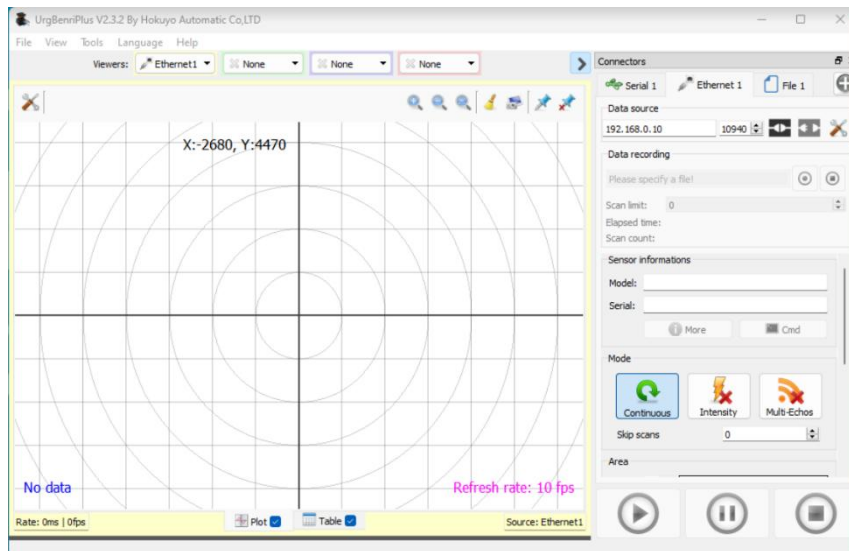 UrgBenriPlus V2.3.2 By Hokuyo Automatic Co,LTD
File View Tools Language Help
Viewers: Ethernet1 None None None
Connectors
Serial 1 Ethernet 1 File 1
Data source
192.168.0.10 10940
Data recording
Please specify a file!
Scan limit: 0
Elapsed time:
Scan count:
Sensor informations
Model:
Serial:
More Cmd
Mode
Continuous Intensity Multi-Echos
Skip scans 0
Area
X:-2680, Y:4470
No data Refresh rate: 10 fps
Rate: 0ms | 0fps Plot Table Source: Ethernet1